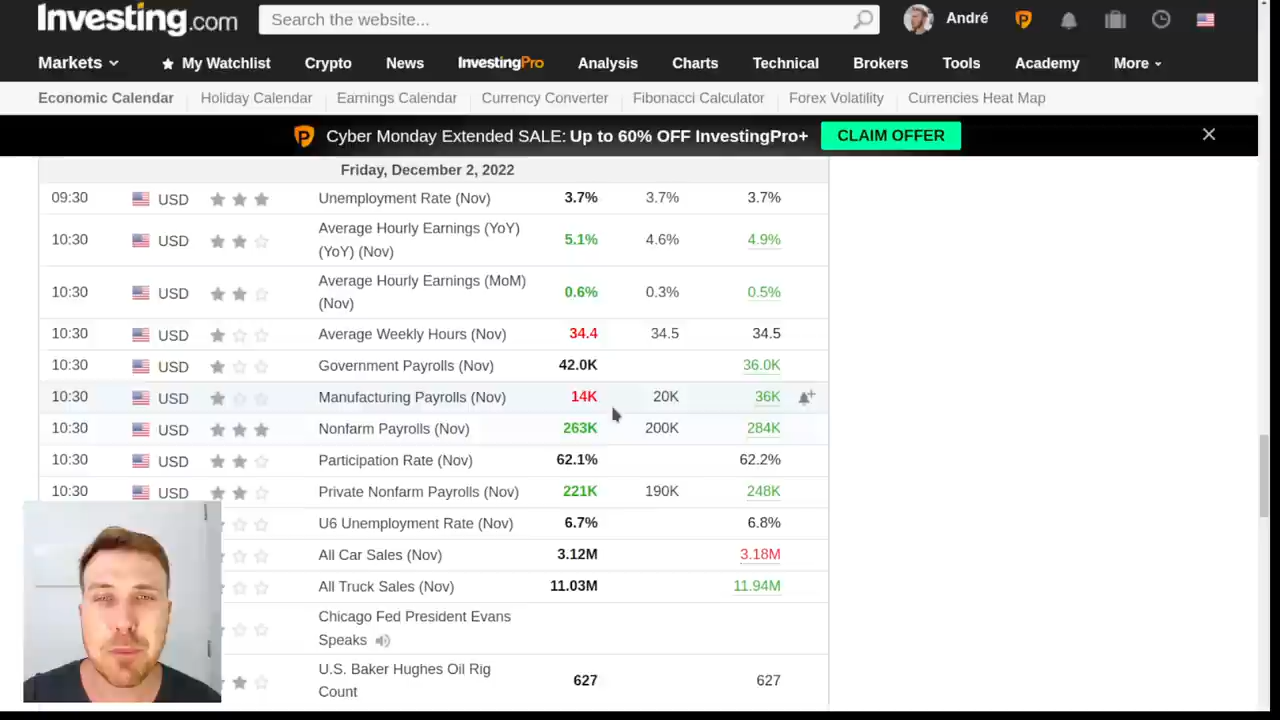 Investing.com
Search the website...
André
Markets
My Watchlist
Crypto
News
InvestingPro
Analysis
Charts
Technical
Brokers
Tools
Academy
More
Economic Calendar
Holiday Calendar
Earnings Calendar
Currency Converter
Fibonacci Calculator
Forex Volatility
Currencies Heat Map
Cyber Monday Extended SALE: Up to 60% OFF InvestingPro+ CLAIM OFFER
Friday, December 2, 2022
09:30 USD Unemployment Rate (Nov) 3.7% 3.7% 3.7%
10:30 USD Average Hourly Earnings (YoY) 5.1% 4.6% 4.9%
(YoY) (Nov)
10:30 USD Average Hourly Earnings (MoM) 0.6% 0.3% 0.5%
(Nov)
10:30 USD Average Weekly Hours (Nov) 34.4 34.5 34.5
10:30 USD Government Payrolls (Nov) 42.0K 36.0K
10:30 USD Manufacturing Payrolls (Nov) 14K 20K 36K
10:30 USD Nonfarm Payrolls (Nov) 263K 200K 284K
10:30 USD Participation Rate (Nov) 62.1% 62.2%
10:30 USD Private Nonfarm Payrolls (Nov) 221K 190K 248K
U6 Unemployment Rate (Nov) 6.7% 6.8%
All Car Sales (Nov) 3.12M 3.18M
All Truck Sales (Nov) 11.03M 11.94M
Chicago Fed President Evans
Speaks
U.S. Baker Hughes Oil Rig 627 627
Count